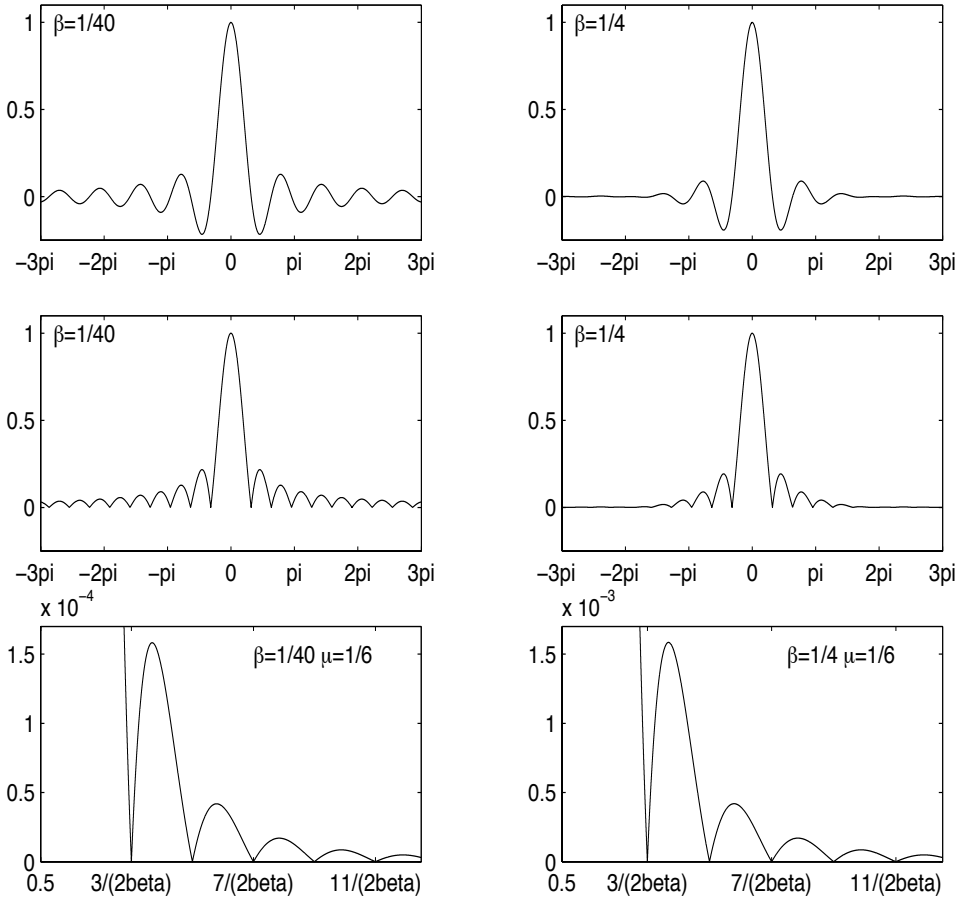 β=1/40
1
0.5
0
−3pi −2pi −pi 0 pi 2pi 3pi
β=1/4
1
0.5
0
−3pi −2pi −pi 0 pi 2pi 3pi
β=1/40
1
0.5
0
−3pi −2pi −pi 0 pi 2pi 3pi
β=1/4
1
0.5
0
−3pi −2pi −pi 0 pi 2pi 3pi
x 10⁻⁴
β=1/40 μ=1/6
1.5
1
0.5
0
0.5 3/(2beta) 7/(2beta) 11/(2beta)
x 10⁻³
β=1/4 μ=1/6
1.5
1
0.5
0
0.5 3/(2beta) 7/(2beta) 11/(2beta)